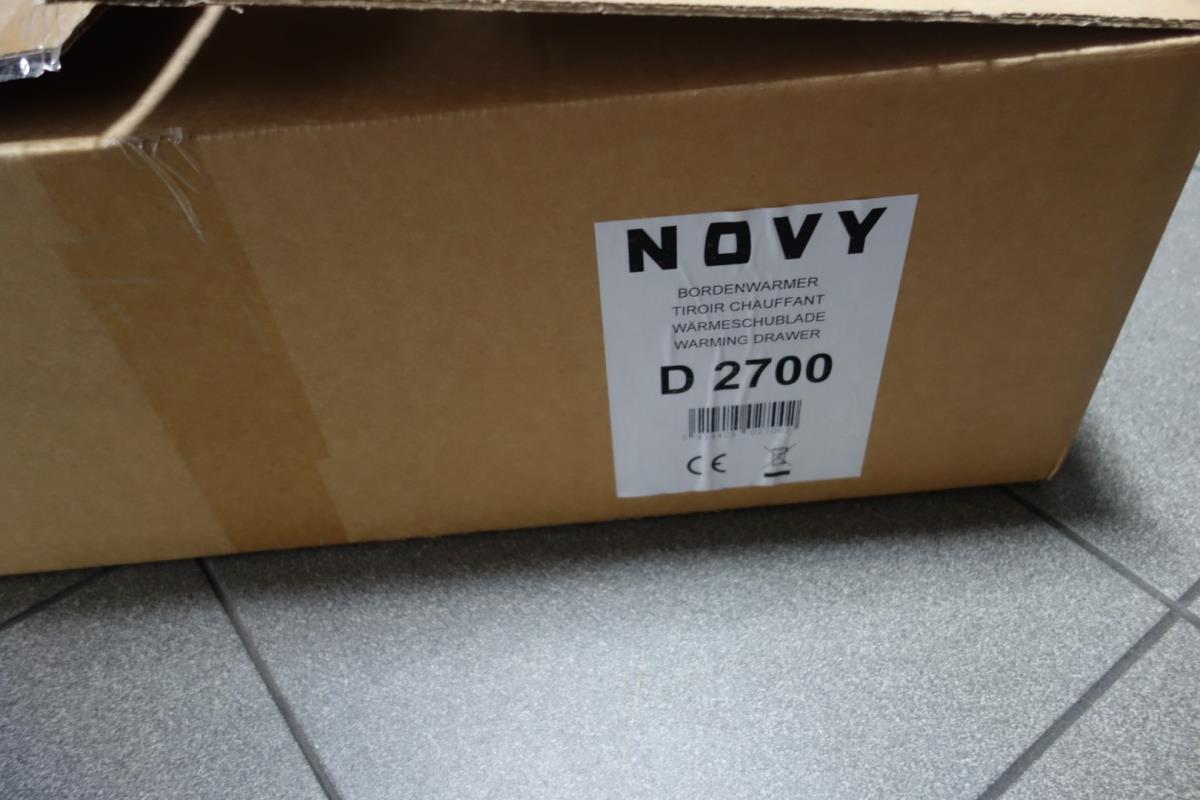 NOVY
BORDENWARMER
TIROIR CHAUFFANT
WÄRMESCHUBLADE
WARMING DRAWER
D 2700
CE